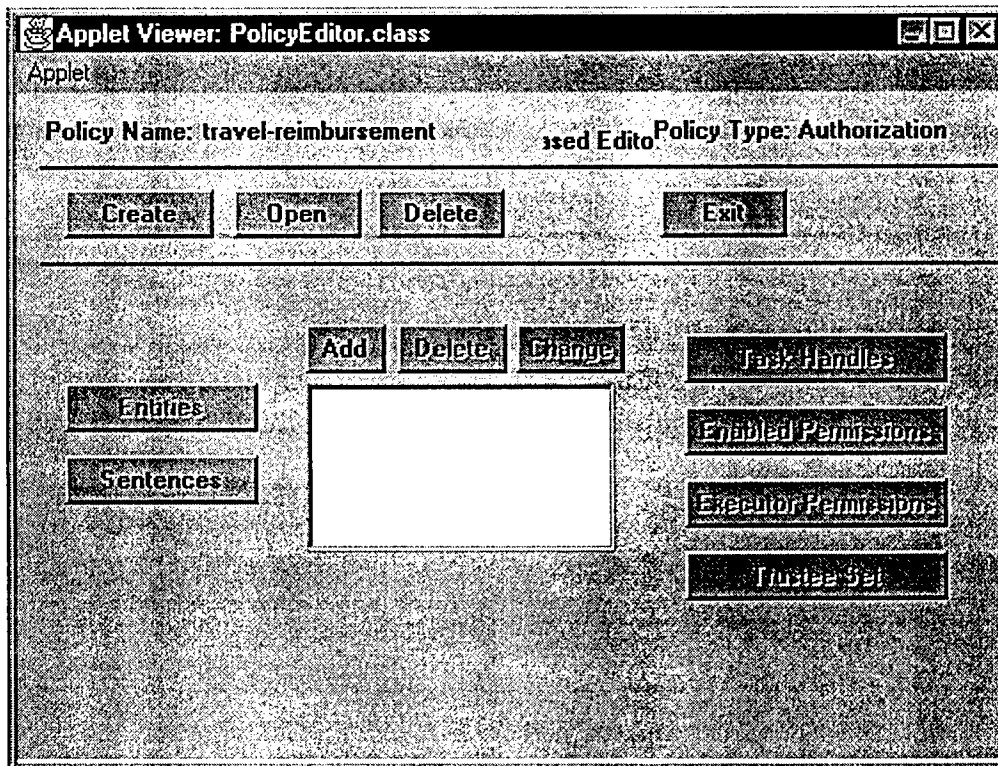 Applet Viewer: PolicyEditor.class
Applet
Policy Name: travel-reimbursement
ased Edito
Policy Type: Authorization
Create Open Delete Exit
Add Delete Change
Task Handles
Entities
Enabled Permissions
Sentences
Executor Permissions
Trustee Set